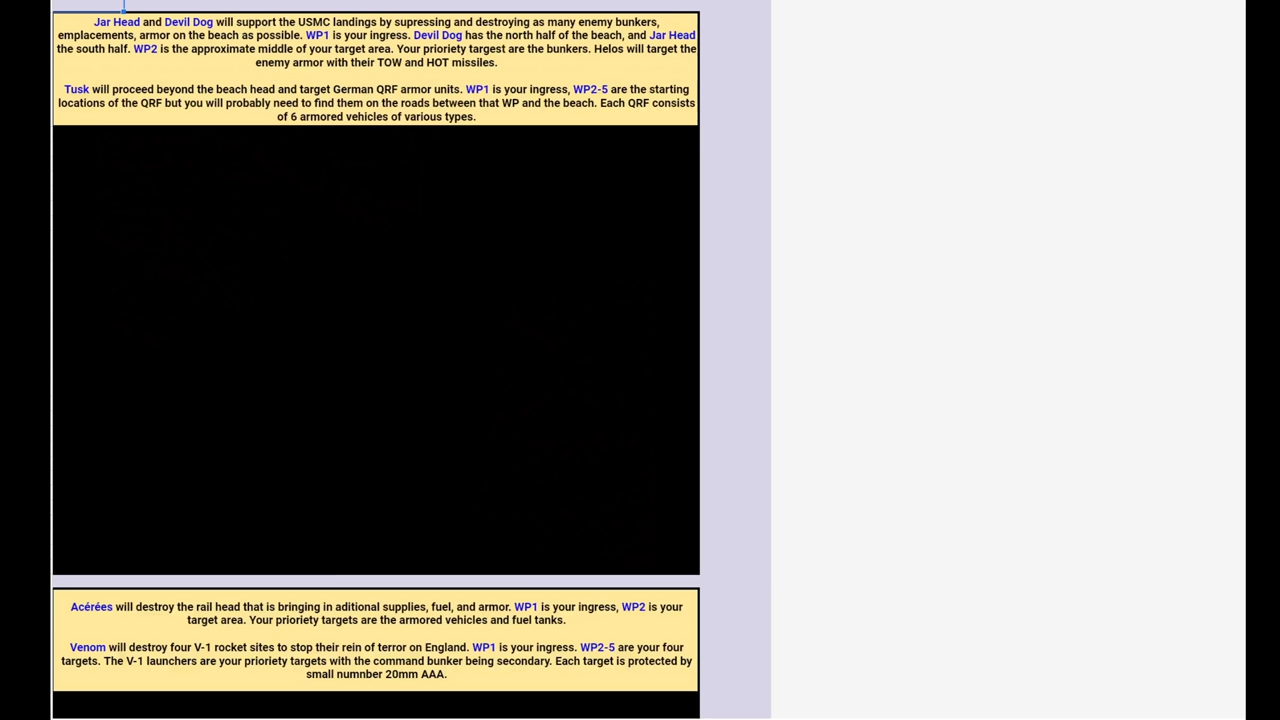 Jar Head and Devil Dog will support the USMC landings by supressing and destroying as many enemy bunkers,
emplacements, armor on the beach as possible. WP1 is your ingress. Devil Dog has the north half of the beach, and Jar Head
the south half. WP2 is the approximate middle of your target area. Your prioriety targest are the bunkers. Helos will target the
enemy armor with their TOW and HOT missiles.
Tusk will proceed beyond the beach head and target German QRF armor units. WP1 is your ingress, WP2-5 are the starting
locations of the QRF but you will probably need to find them on the roads between that WP and the beach. Each QRF consists
of 6 armored vehicles of various types.
Acérées will destroy the rail head that is bringing in aditional supplies, fuel, and armor. WP1 is your ingress, WP2 is your
target area. Your prioriety targets are the armored vehicles and fuel tanks.
Venom will destroy four V-1 rocket sites to stop their rein of terror on England. WP1 is your ingress. WP2-5 are your four
targets. The V-1 launchers are your prioriety targets with the command bunker being secondary. Each target is protected by
small numnber 20mm AAA.